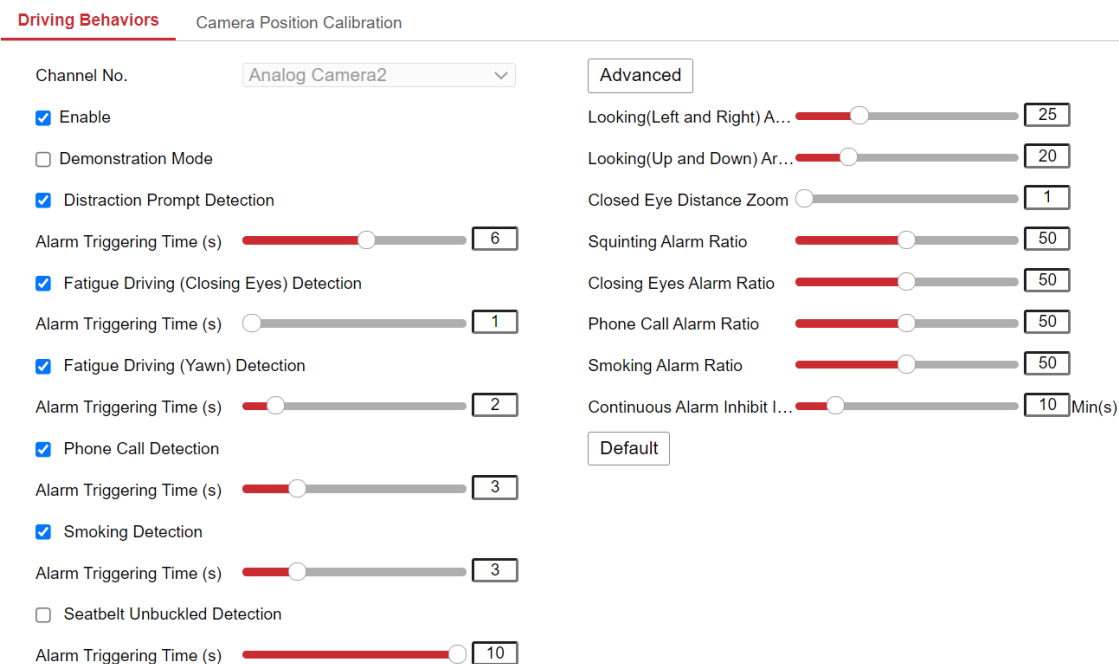 Driving Behaviors
Camera Position Calibration
Channel No.
Analog Camera2
Enable
Demonstration Mode
Distraction Prompt Detection
Alarm Triggering Time (s)
6
Fatigue Driving (Closing Eyes) Detection
Alarm Triggering Time (s)
1
Fatigue Driving (Yawn) Detection
Alarm Triggering Time (s)
2
Phone Call Detection
Alarm Triggering Time (s)
3
Smoking Detection
Alarm Triggering Time (s)
3
Seatbelt Unbuckled Detection
Alarm Triggering Time (s)
10
Advanced
Looking(Left and Right) A...
25
Looking(Up and Down) Ar...
20
Closed Eye Distance Zoom
1
Squinting Alarm Ratio
50
Closing Eyes Alarm Ratio
50
Phone Call Alarm Ratio
50
Smoking Alarm Ratio
50
Continuous Alarm Inhibit I...
10 Min(s)
Default